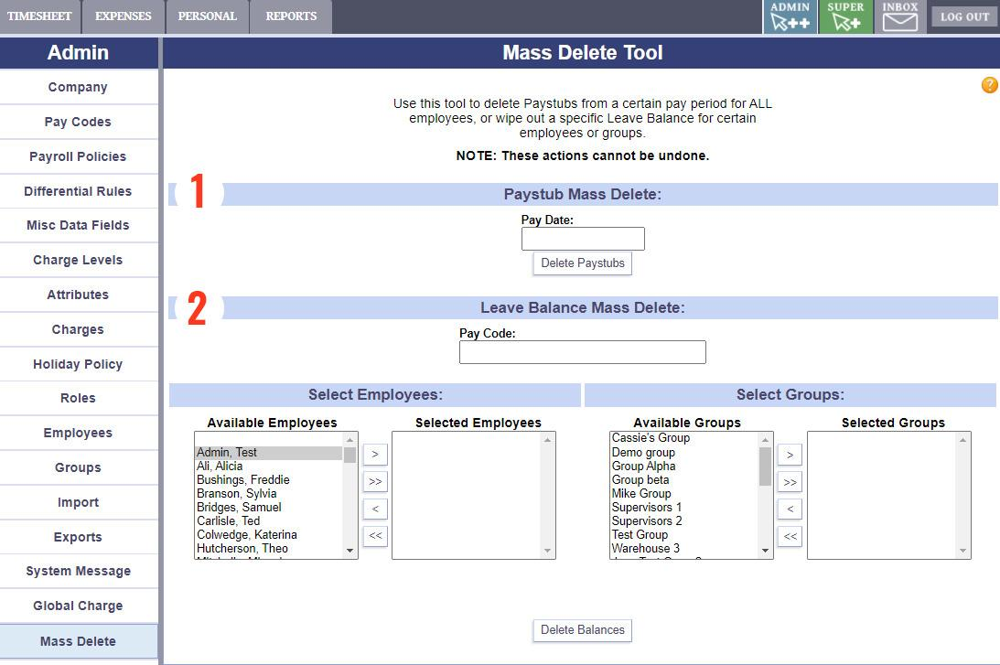 TIMESHEET EXPENSES PERSONAL REPORTS ADMIN ++ SUPER + INBOX LOG OUT
Admin
Company
Pay Codes
Payroll Policies
Differential Rules
Misc Data Fields
Charge Levels
Attributes
Charges
Holiday Policy
Roles
Employees
Groups
Import
Exports
System Message
Global Charge
Mass Delete
Mass Delete Tool
?
Use this tool to delete Paystubs from a certain pay period for ALL
employees, or wipe out a specific Leave Balance for certain
employees or groups.
NOTE: These actions cannot be undone.
1
Paystub Mass Delete:
Pay Date:
Delete Paystubs
2
Leave Balance Mass Delete:
Pay Code:
Select Employees:
Available Employees
Admin, Test
Ali, Alicia
Bushings, Freddie
Branson, Sylvia
Bridges, Samuel
Carlisle, Ted
Colwedge, Katerina
Hutcherson, Theo
>
>>
<
<<
Selected Employees
Select Groups:
Available Groups
Cassie's Group
Demo group
Group Alpha
Group beta
Mike Group
Supervisors 1
Supervisors 2
Test Group
Warehouse 3
>
>>
<
<<
Selected Groups
Delete Balances